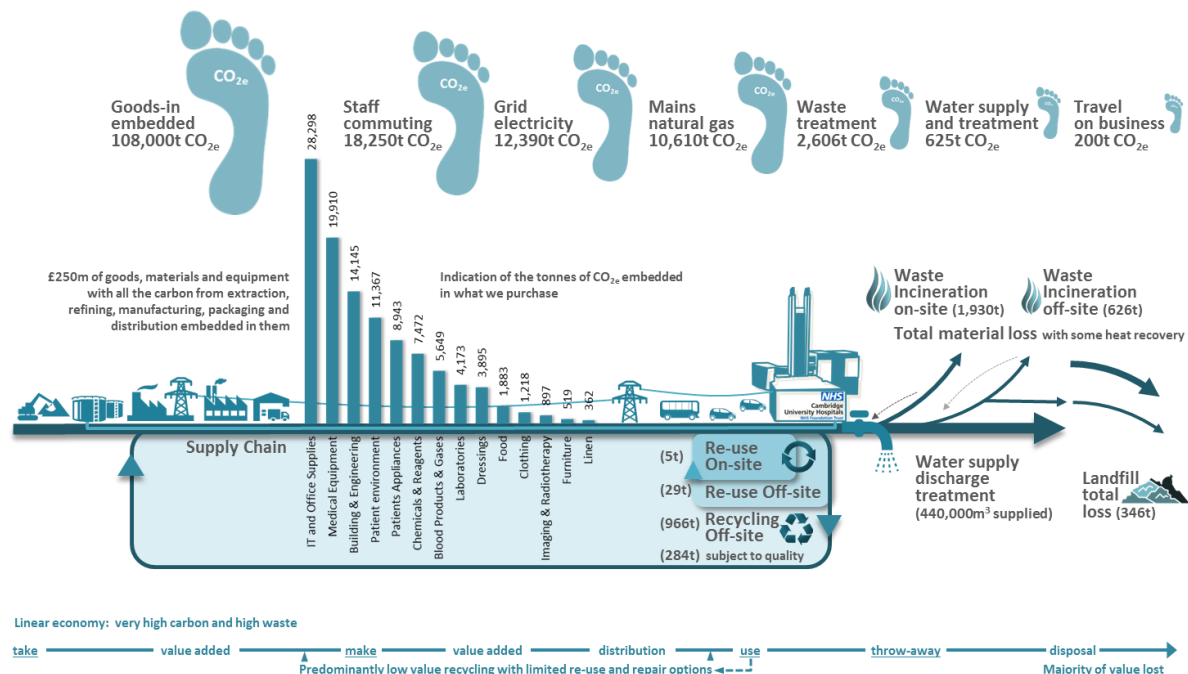 CO2e
Goods-in
embedded
108,000t CO2e
CO2e
Staff
commuting
18,250t CO2e
CO2e
Grid
electricity
12,390t CO2e
CO2e
Mains
natural gas
10,610t CO2e
CO2e
Waste
treatment
2,606t CO2e
CO2e
Water supply
and treatment
625t CO2e
CO2e
Travel
on business
200t CO2e
£250m of goods, materials and equipment
with all the carbon from extraction,
refining, manufacturing, packaging and
distribution embedded in them
Indication of the tonnes of CO2e embedded
in what we purchase
28,298
19,910
14,145
11,367
8,943
7,472
5,649
4,173
3,895
1,883
1,218
897
519
362
IT and Office Supplies
Medical Equipment
Building & Engineering
Patient environment
Patients Appliances
Chemicals & Reagents
Blood Products & Gases
Laboratories
Dressings
Food
Clothing
Imaging & Radiotherapy
Furniture
Linen
Supply Chain
NHS
Cambridge
University Hospitals
NHS Foundation Trust
Waste
Incineration
on-site (1,930t)
Waste
Incineration
off-site (626t)
Total material loss with some heat recovery
(5t) Re-use
On-site
(29t) Re-use Off-site
(966t) Recycling
Off-site
(284t) subject to quality
Water supply
discharge
treatment
(440,000m³ supplied)
Landfill
total
loss (346t)
Linear economy: very high carbon and high waste
take value added make value added distribution use throw-away disposal
Predominantly low value recycling with limited re-use and repair options
Majority of value lost